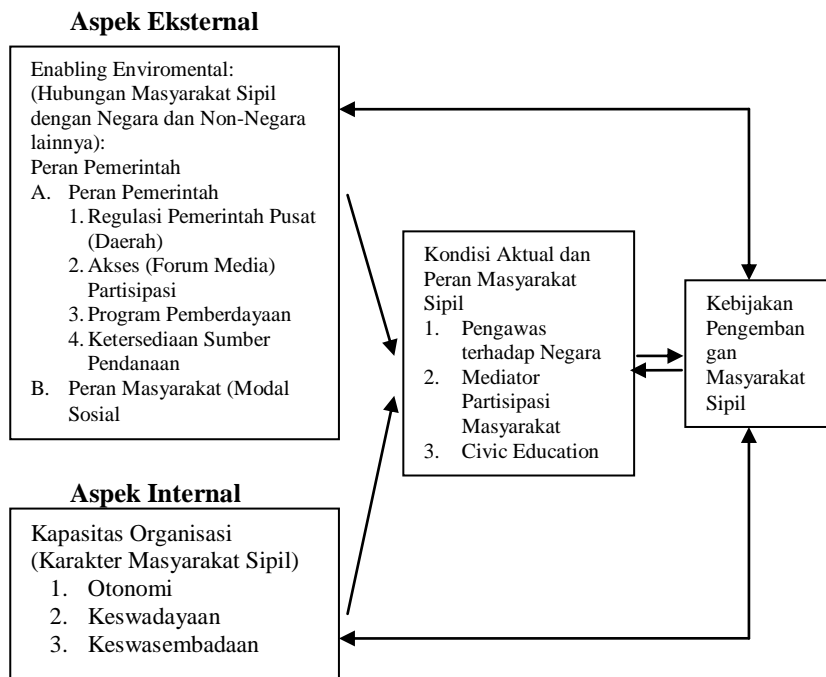 Aspek Eksternal
Enabling Enviromental:
(Hubungan Masyarakat Sipil
dengan Negara dan Non-Negara
lainnya):
Peran Pemerintah
A. Peran Pemerintah
1. Regulasi Pemerintah Pusat
(Daerah)
2. Akses (Forum Media)
Partisipasi
3. Program Pemberdayaan
4. Ketersediaan Sumber
Pendanaan
B. Peran Masyarakat (Modal
Sosial
Aspek Internal
Kapasitas Organisasi
(Karakter Masyarakat Sipil)
1. Otonomi
2. Keswadayaan
3. Keswasembadaan
Kondisi Aktual dan
Peran Masyarakat
Sipil
1. Pengawas
terhadap Negara
2. Mediator
Partisipasi
Masyarakat
3. Civic Education
Kebijakan
Pengemban
gan
Masyarakat
Sipil